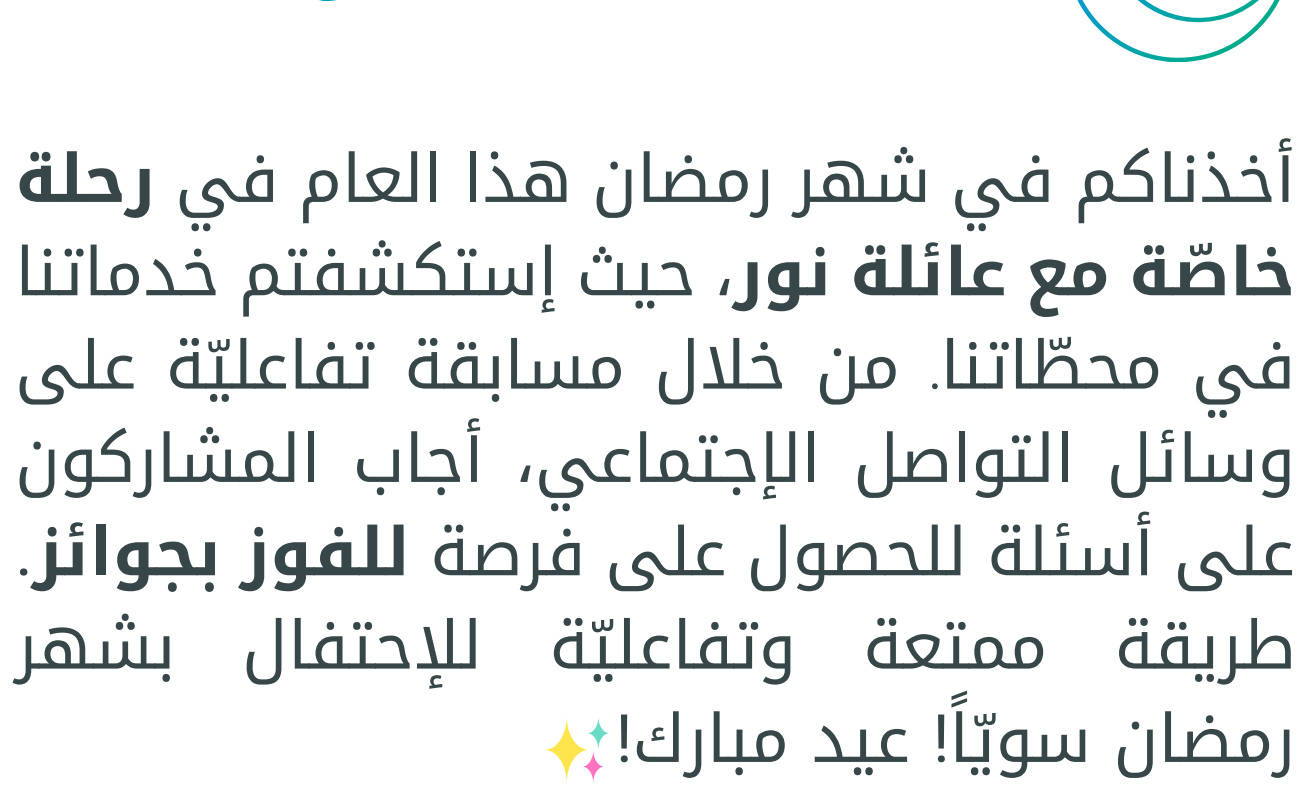 أخذناكم في شهر رمضان هذا العام في رحلة
خاصّة مع عائلة نور، حيث إستكشفتم خدماتنا
في محطّاتنا. من خلال مسابقة تفاعليّة على
وسائل التواصل الإجتماعي، أجاب المشاركون
على أسئلة للحصول على فرصة للفوز بجوائز.
طريقة ممتعة وتفاعليّة للإحتفال بشهر
رمضان سويّاً! عيد مبارك!